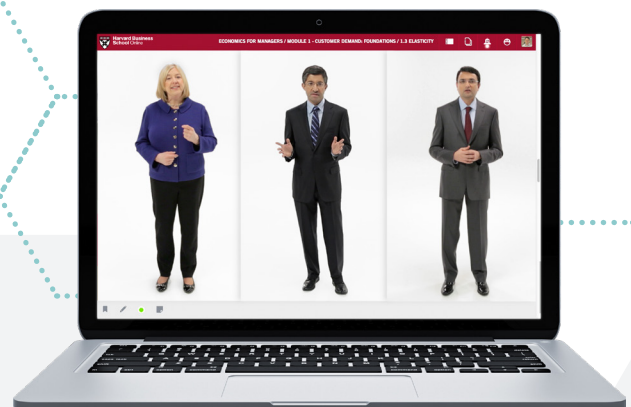 Harvard Business
School Online
ECONOMICS FOR MANAGERS / MODULE 1 - CUSTOMER DEMAND: FOUNDATIONS / 1.3 ELASTICITY